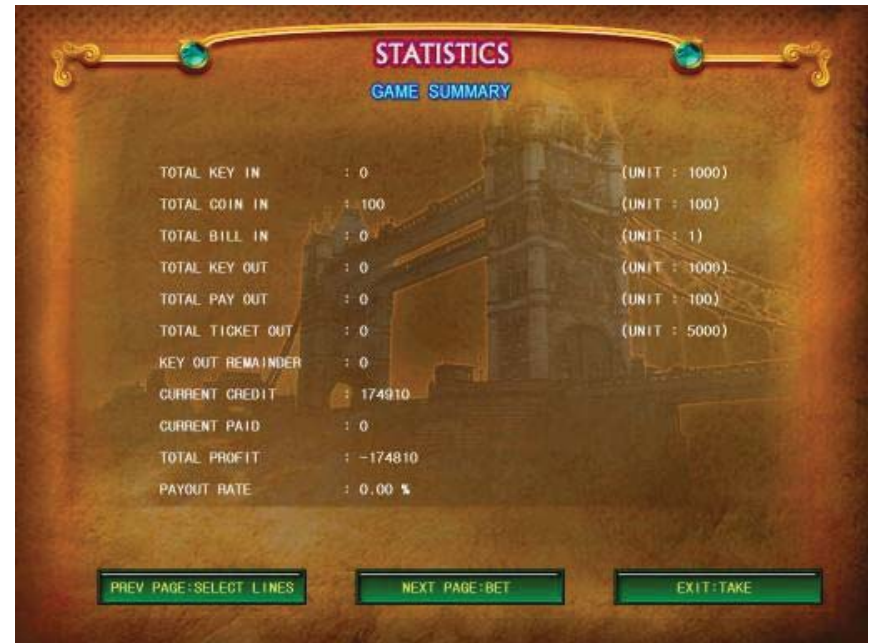 STATISTICS
GAME SUMMARY
TOTAL KEY IN : 0 (UNIT : 1000)
TOTAL COIN IN : 100 (UNIT : 100)
TOTAL BILL IN : 0 (UNIT : 1)
TOTAL KEY OUT : 0 (UNIT : 1000)
TOTAL PAY OUT : 0 (UNIT : 100)
TOTAL TICKET OUT : 0 (UNIT : 5000)
KEY OUT REMAINDER : 0
CURRENT CREDIT : 174910
CURRENT PAID : 0
TOTAL PROFIT : -174810
PAYOUT RATE : 0.00 %
PREV PAGE:SELECT LINES NEXT PAGE:BET EXIT:TAKE